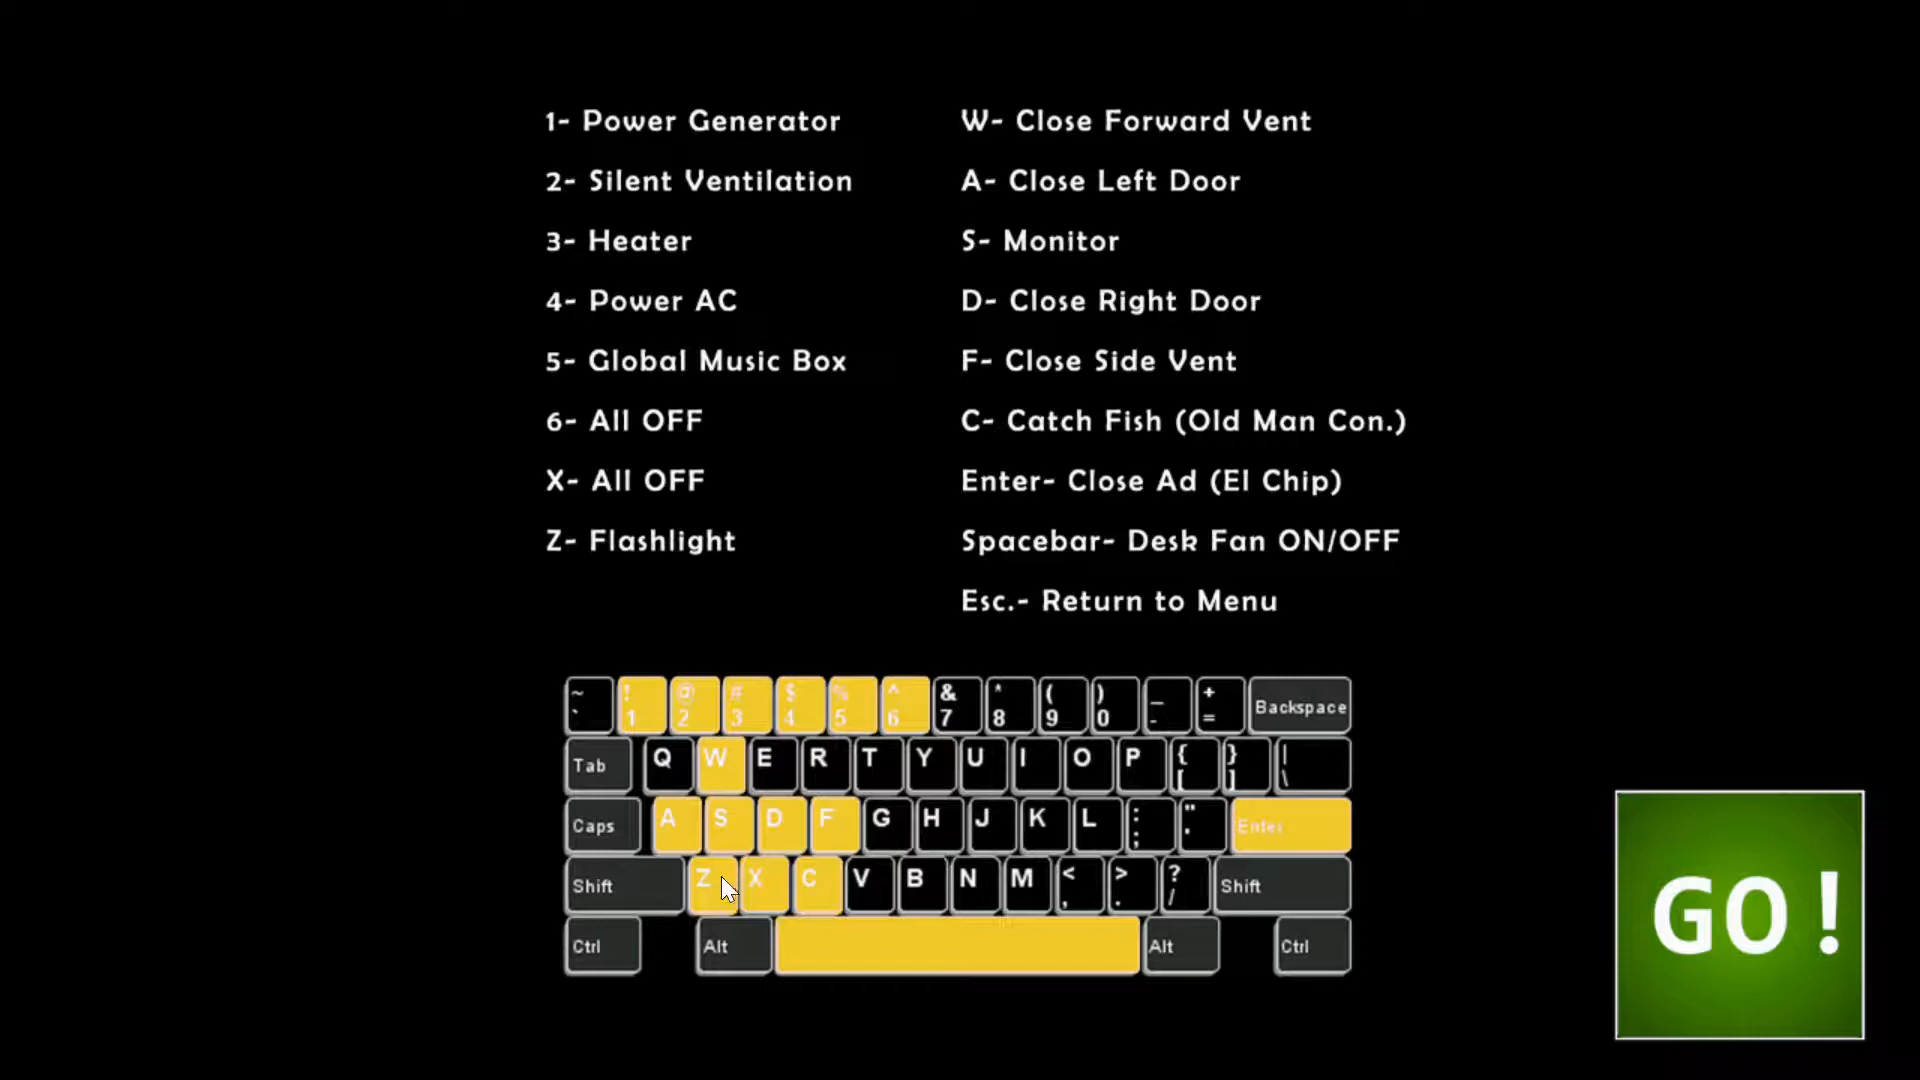 1- Power Generator
2- Silent Ventilation
3- Heater
4- Power AC
5- Global Music Box
6- All OFF
X- All OFF
Z- Flashlight
W- Close Forward Vent
A- Close Left Door
S- Monitor
D- Close Right Door
F- Close Side Vent
C- Catch Fish (Old Man Con.)
Enter- Close Ad (El Chip)
Spacebar- Desk Fan ON/OFF
Esc.- Return to Menu
~ ! @ # $ % ^ & * ( ) _ + Backspace
` 1 2 3 4 5 6 7 8 9 0 - =
Tab Q W E R T Y U I O P { } |
[ ] \
Caps A S D F G H J K L : " Enter
; .
Shift Z X C V B N M < > ? Shift
, . /
Ctrl Alt Alt Ctrl
GO!